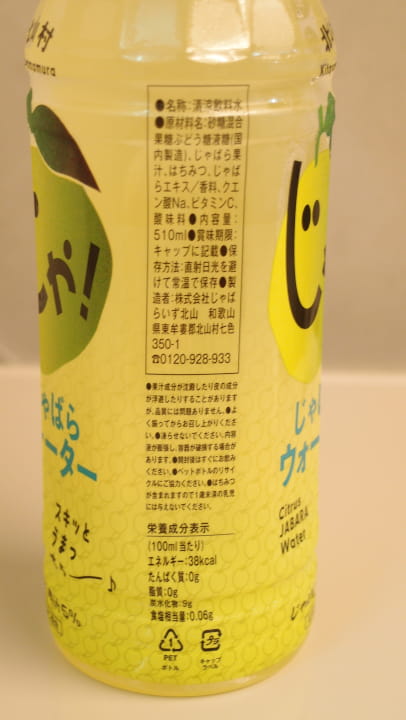 ●名称:清涼飲料水
●原材料名:砂糖混合
果糖ぶどう糖液糖(国
内製造)、じゃばら果
汁、はちみつ、じゃば
らエキス/香料、クエ
ン酸Na、ビタミンC、
酸味料●内容量:
510ml●賞味期限:
キャップに記載●保
存方法:直射日光を避
けて常温で保存●製
造者:株式会社じゃば
らいず北山 和歌山
県東牟婁郡北山村七色
350-1
☎0120-928-933
●果汁成分が沈殿したり皮の成分
が浮遊したりすることがあります
が、品質には問題ありません。●よ
く振ってからお召し上がりくださ
い。●凍らせないでください。内容
液が膨張し、容器が破損する場合が
あります。●開封後はすぐにお飲み
ください。●ペットボトルのリサイク
ルにご協力ください。●はちみつ
が含まれますので1歳未満の乳児
には与えないでください。
栄養成分表示
(100ml当たり)
エネルギー:38kcal
たんぱく質:0g
脂質:0g
炭水化物:9g
食塩相当量:0.06g
1
PET
ボトル
プラ
キャップ
ラベル
村
か!
ゃばら
ーター
スキッと
うまっ
北
じ
じゃ
ウォー
Citrus
JABARA
Water